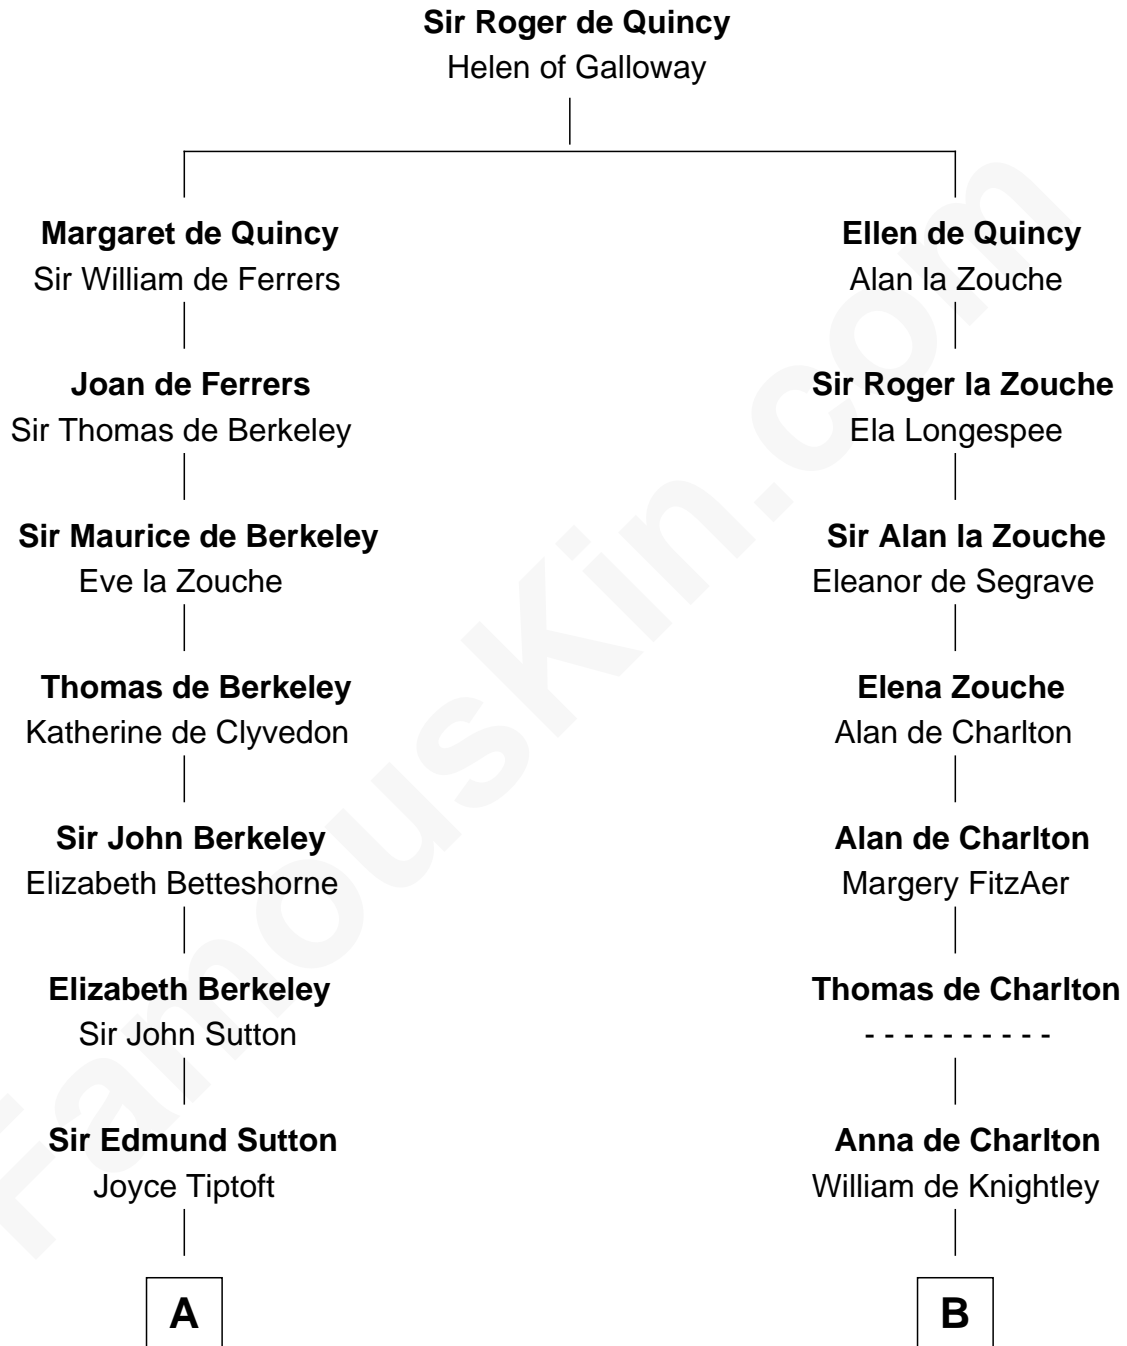 Sir Roger de Quincy
Helen of Galloway
Margaret de Quincy
Sir William de Ferrers
Ellen de Quincy
Alan la Zouche
Joan de Ferrers
Sir Thomas de Berkeley
Sir Roger la Zouche
Ela Longespee
Sir Maurice de Berkeley
Eve la Zouche
Sir Alan la Zouche
Eleanor de Segrave
Thomas de Berkeley
Katherine de Clyvedon
Elena Zouche
Alan de Charlton
Sir John Berkeley
Elizabeth Betteshorne
Alan de Charlton
Margery FitzAer
Elizabeth Berkeley
Sir John Sutton
Thomas de Charlton
- - - - - - - - - -
Sir Edmund Sutton
Joyce Tiptoft
Anna de Charlton
William de Knightley
A
B
FamousKin.com